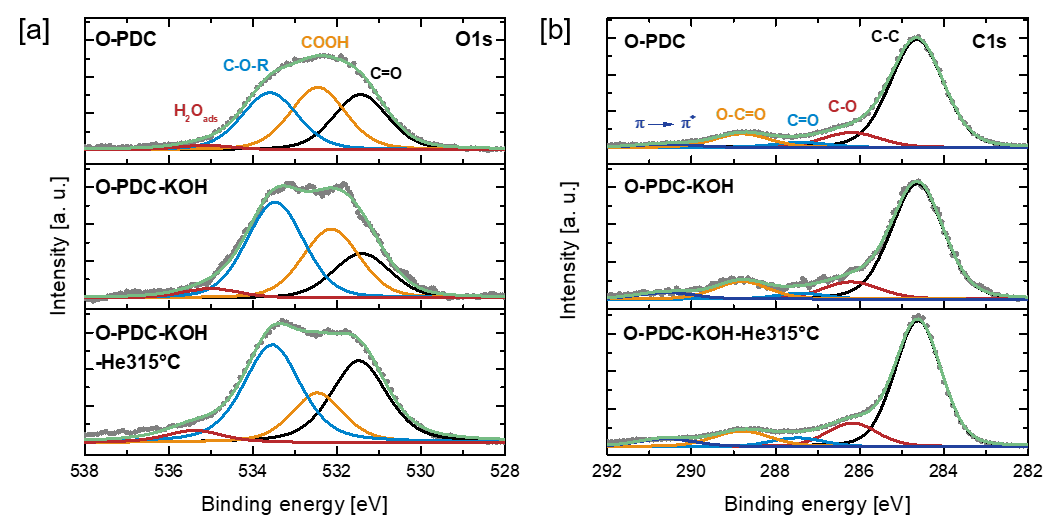 [a]
O-PDC
COOH
O1s
C-O-R
C=O
H₂Oads
O-PDC-KOH
O-PDC-KOH
-He315°C
Intensity [a. u.]
538 536 534 532 530 528
Binding energy [eV]
[b]
O-PDC
C-C
C1s
O-C=O
C=O
C-O
π → π*
O-PDC-KOH
O-PDC-KOH-He315°C
Intensity [a. u.]
292 290 288 286 284 282
Binding energy [eV]